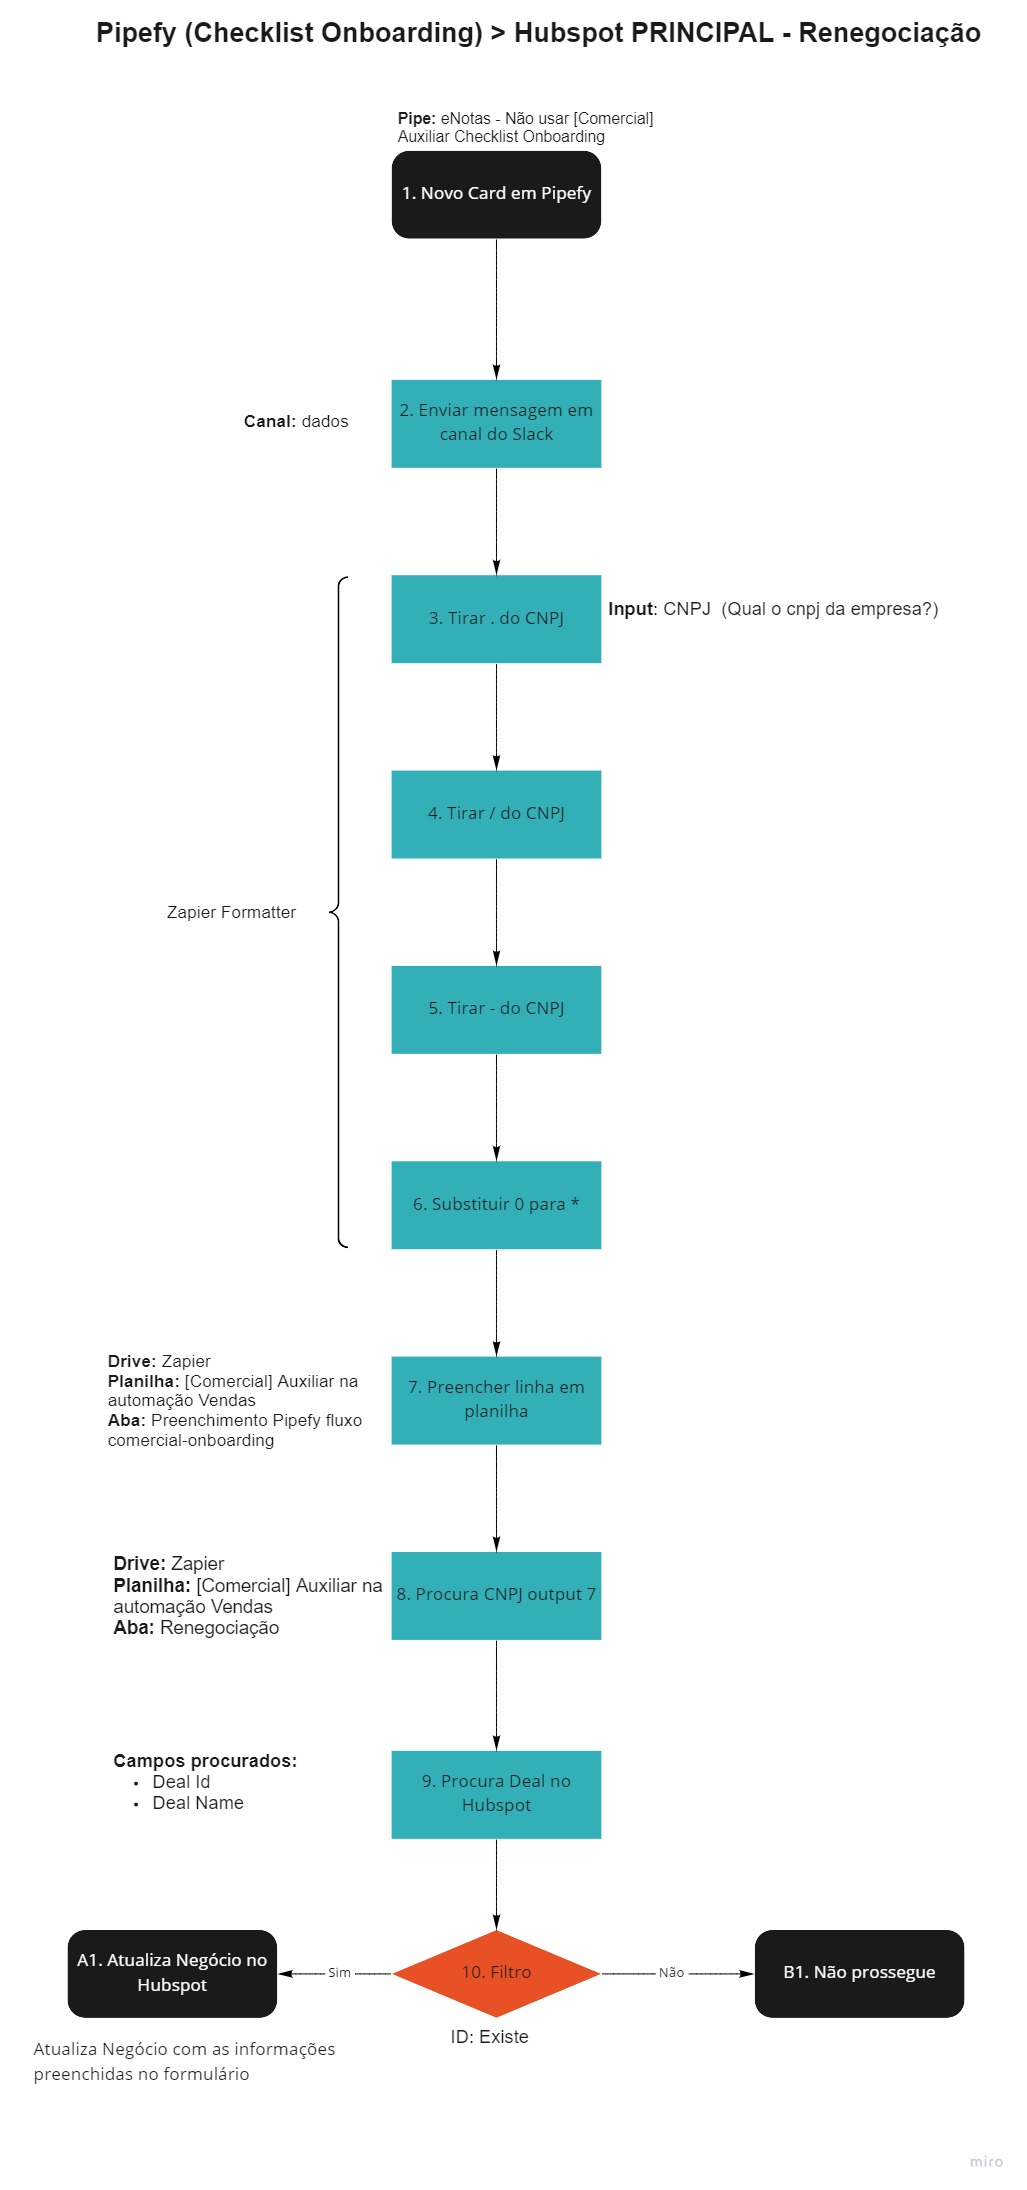 Pipefy (Checklist Onboarding) > Hubspot PRINCIPAL - Renegociação
Pipe: eNotas - Não usar [Comercial]
Auxiliar Checklist Onboarding
1. Novo Card em Pipefy
Canal: dados
2. Enviar mensagem em
canal do Slack
3. Tirar . do CNPJ
Input: CNPJ (Qual o cnpj da empresa?)
4. Tirar / do CNPJ
Zapier Formatter
5. Tirar - do CNPJ
6. Substituir 0 para *
Drive: Zapier
Planilha: [Comercial] Auxiliar na
automação Vendas
Aba: Preenchimento Pipefy fluxo
comercial-onboarding
7. Preencher linha em
planilha
Drive: Zapier
Planilha: [Comercial] Auxiliar na
automação Vendas
Aba: Renegociação
8. Procura CNPJ output 7
Campos procurados:
• Deal Id
• Deal Name
9. Procura Deal no
Hubspot
A1. Atualiza Negócio no
Hubspot
Sim
10. Filtro
Não
B1. Não prossegue
ID: Existe
Atualiza Negócio com as informações
preenchidas no formulário
miro